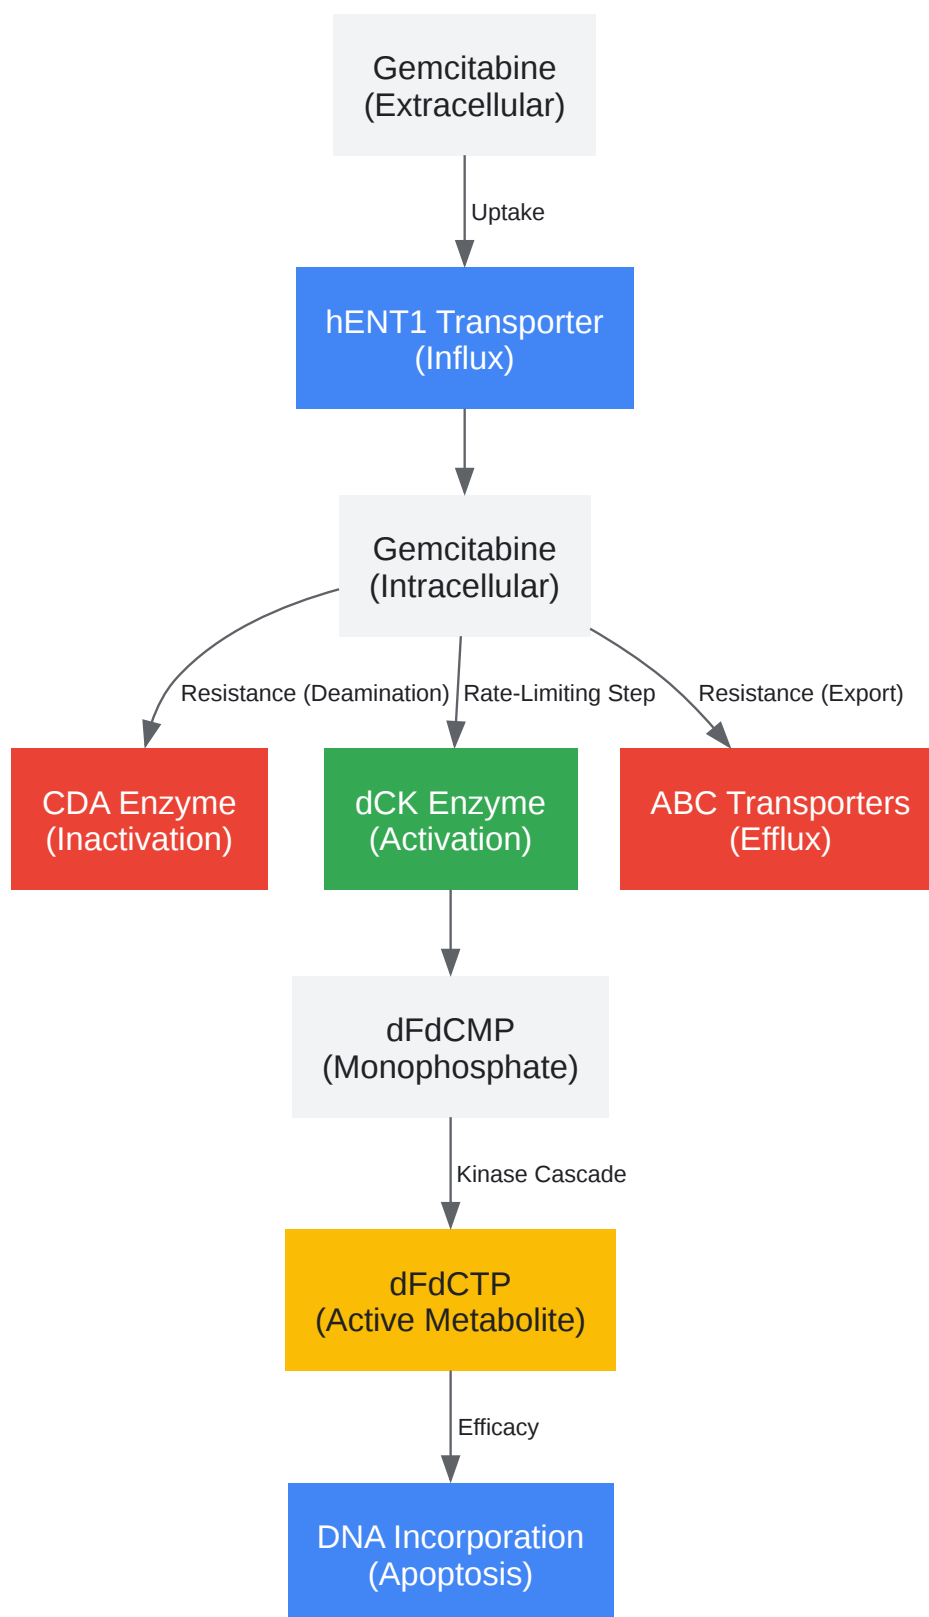 Gemcitabine
(Extracellular)
Uptake
hENT1 Transporter
(Influx)
Gemcitabine
(Intracellular)
Resistance (Deamination)
Rate-Limiting Step
Resistance (Export)
CDA Enzyme
(Inactivation)
dCK Enzyme
(Activation)
ABC Transporters
(Efflux)
dFdCMP
(Monophosphate)
Kinase Cascade
dFdCTP
(Active Metabolite)
Efficacy
DNA Incorporation
(Apoptosis)